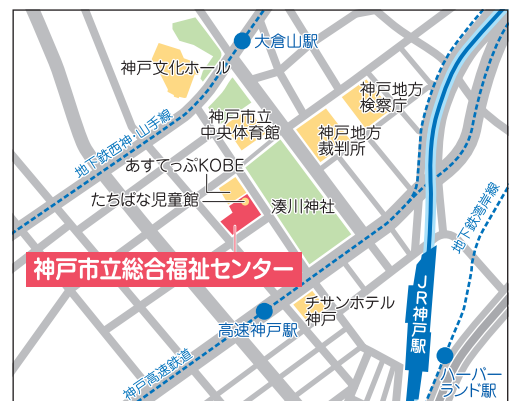 大倉山駅
神戸文化ホール
神戸地方
検察庁
神戸市立
中央体育館
神戸地方
裁判所
地下鉄西神・山手線
あすてっぷKOBE
たちばな児童館
湊川神社
地下鉄湾岸線
神戸市立総合福祉センター
JR神戸駅
チサンホテル
神戸
高速神戸駅
神戸高速鉄道
ハーバー
ランド駅